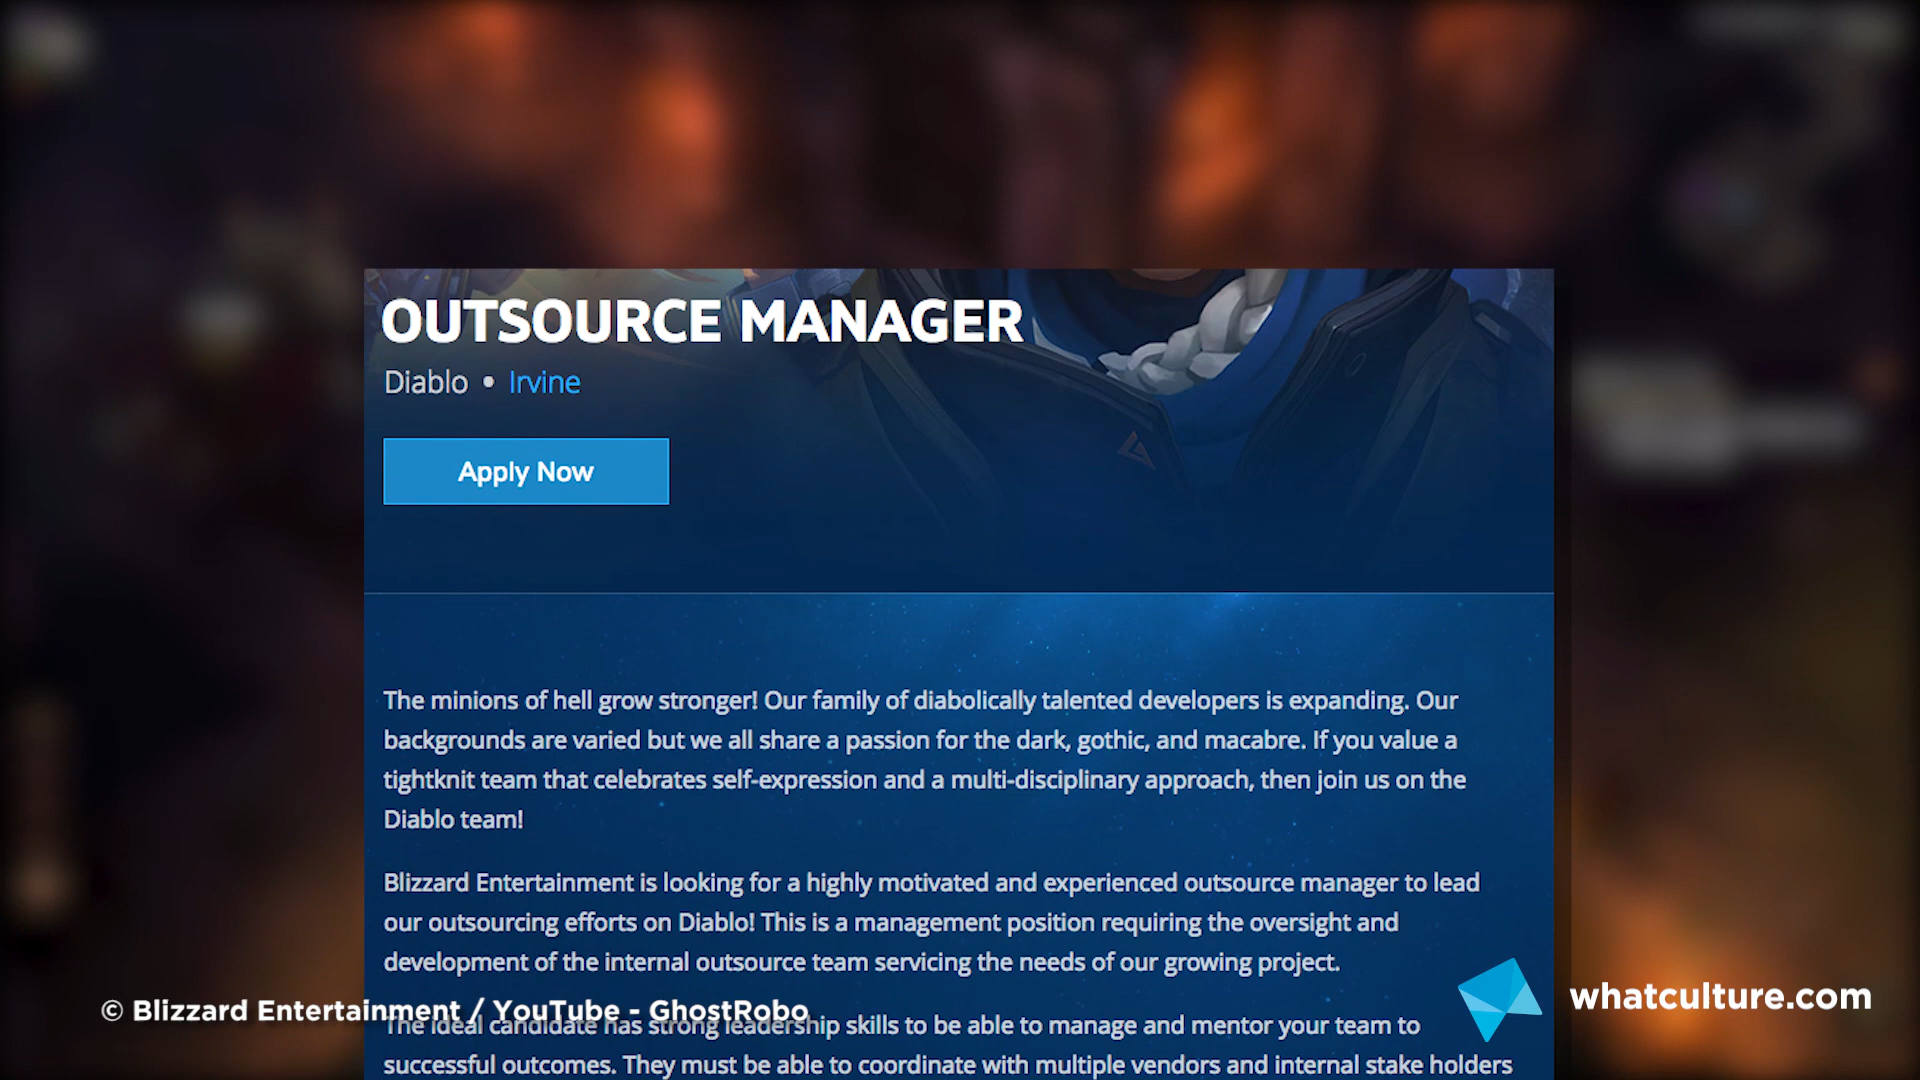 OUTSOURCE MANAGER
Diablo • Irvine
Apply Now
The minions of hell grow stronger! Our family of diabolically talented developers is expanding. Our
backgrounds are varied but we all share a passion for the dark, gothic, and macabre. If you value a
tightknit team that celebrates self-expression and a multi-disciplinary approach, then join us on the
Diablo team!
Blizzard Entertainment is looking for a highly motivated and experienced outsource manager to lead
our outsourcing efforts on Diablo! This is a management position requiring the oversight and
development of the internal outsource team servicing the needs of our growing project.
© Blizzard Entertainment / YouTube - GhostRobo
whatculture.com
The ideal candidate has strong leadership skills to be able to manage and mentor your team to
successful outcomes. They must be able to coordinate with multiple vendors and internal stake holders